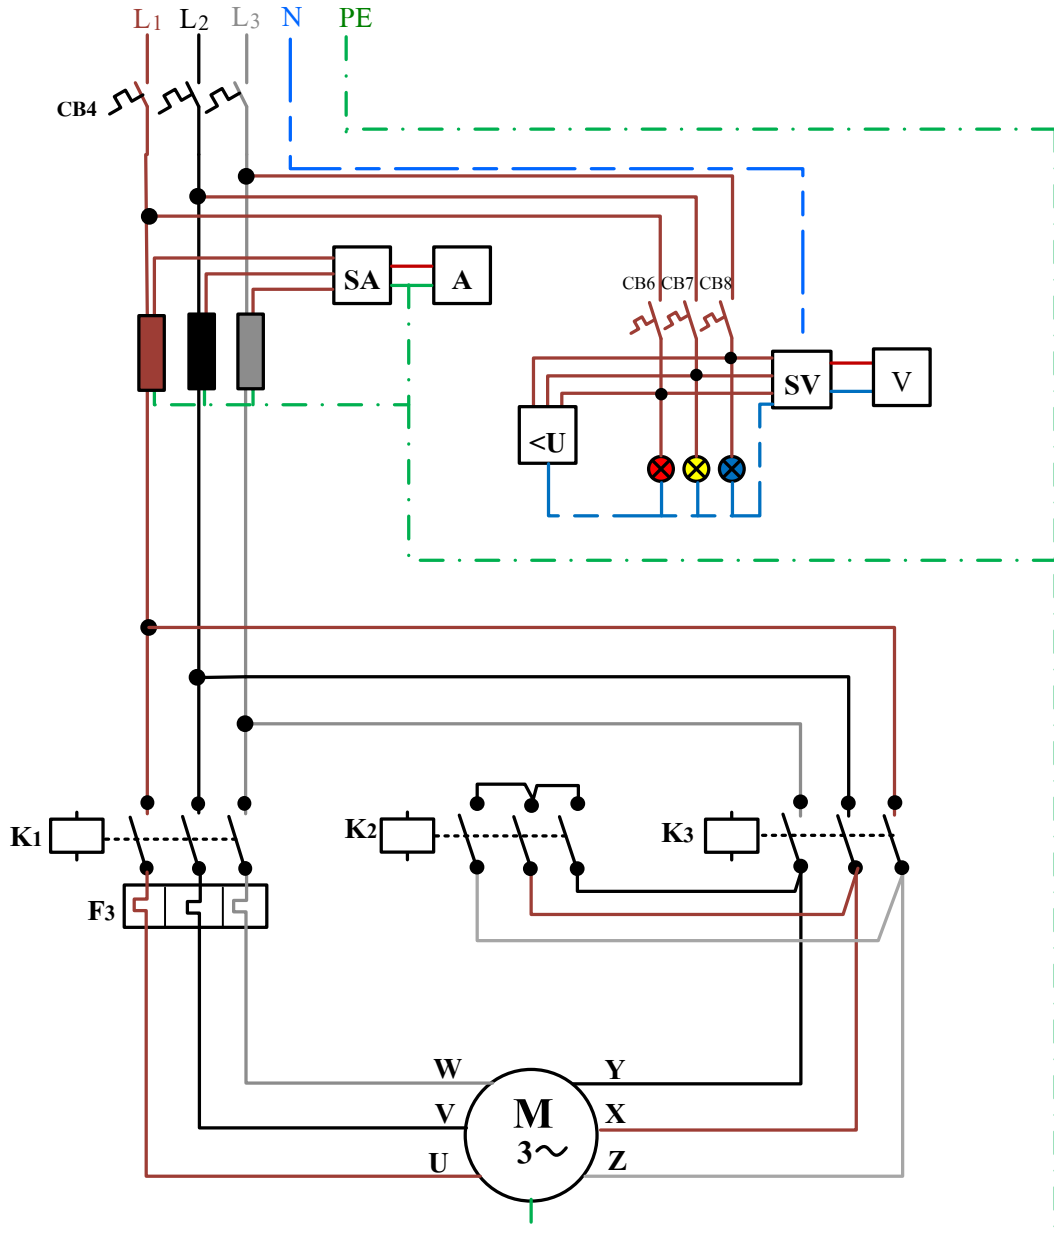 L1 L2 L3 N PE
CB4
SA A
CB6 CB7 CB8
SV V
<U
K1 K2 K3
F3
W Y
M
V X
3~
U Z